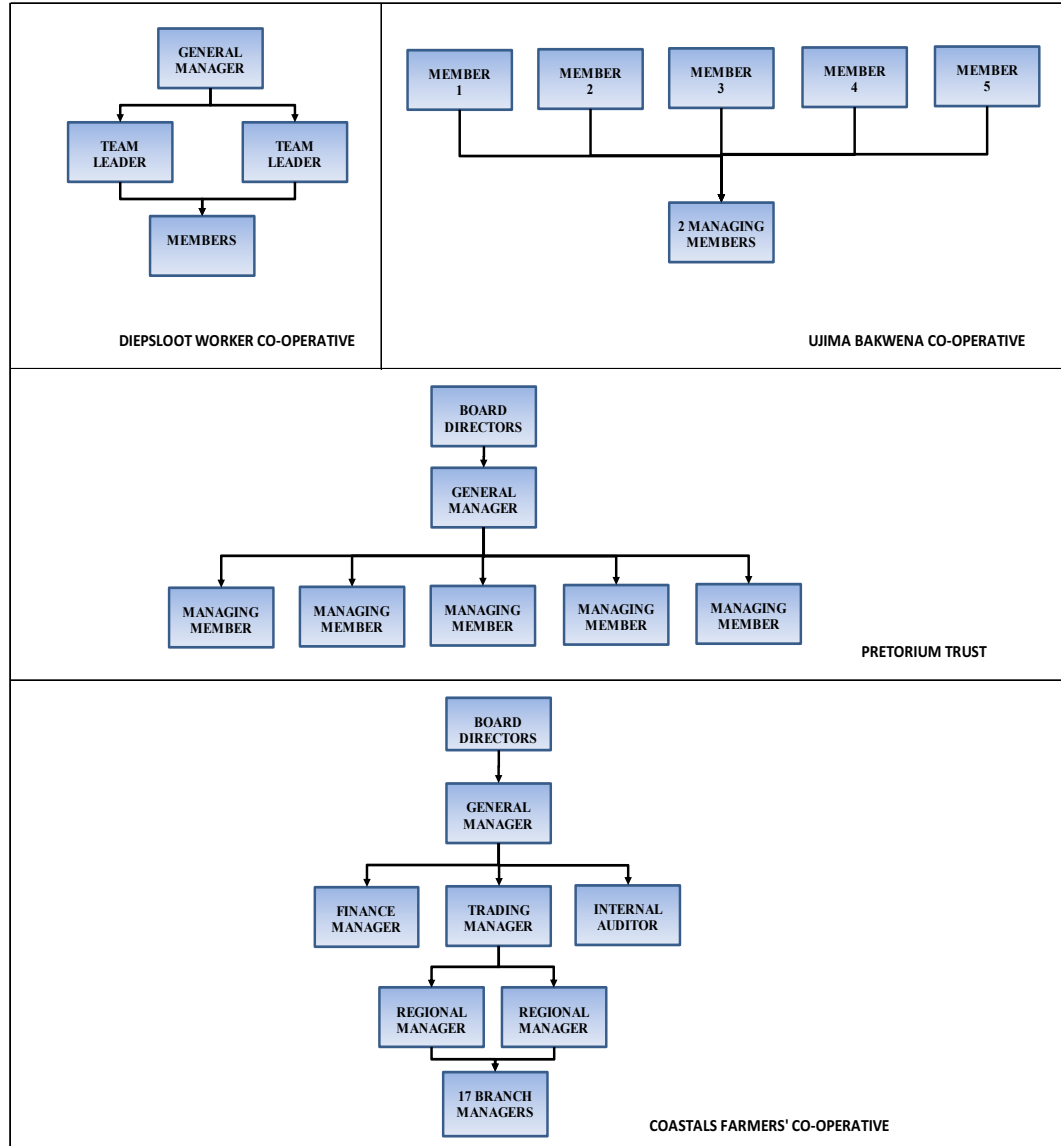 GENERAL
MANAGER
TEAM
LEADER
TEAM
LEADER
MEMBERS
DIEPSLOOT WORKER CO-OPERATIVE
MEMBER
1
MEMBER
2
MEMBER
3
MEMBER
4
MEMBER
5
2 MANAGING
MEMBERS
UJIMA BAKWENA CO-OPERATIVE
BOARD
DIRECTORS
GENERAL
MANAGER
MANAGING
MEMBER
MANAGING
MEMBER
MANAGING
MEMBER
MANAGING
MEMBER
MANAGING
MEMBER
PRETORIUM TRUST
BOARD
DIRECTORS
GENERAL
MANAGER
FINANCE
MANAGER
TRADING
MANAGER
INTERNAL
AUDITOR
REGIONAL
MANAGER
REGIONAL
MANAGER
17 BRANCH
MANAGERS
COASTALS FARMERS' CO-OPERATIVE